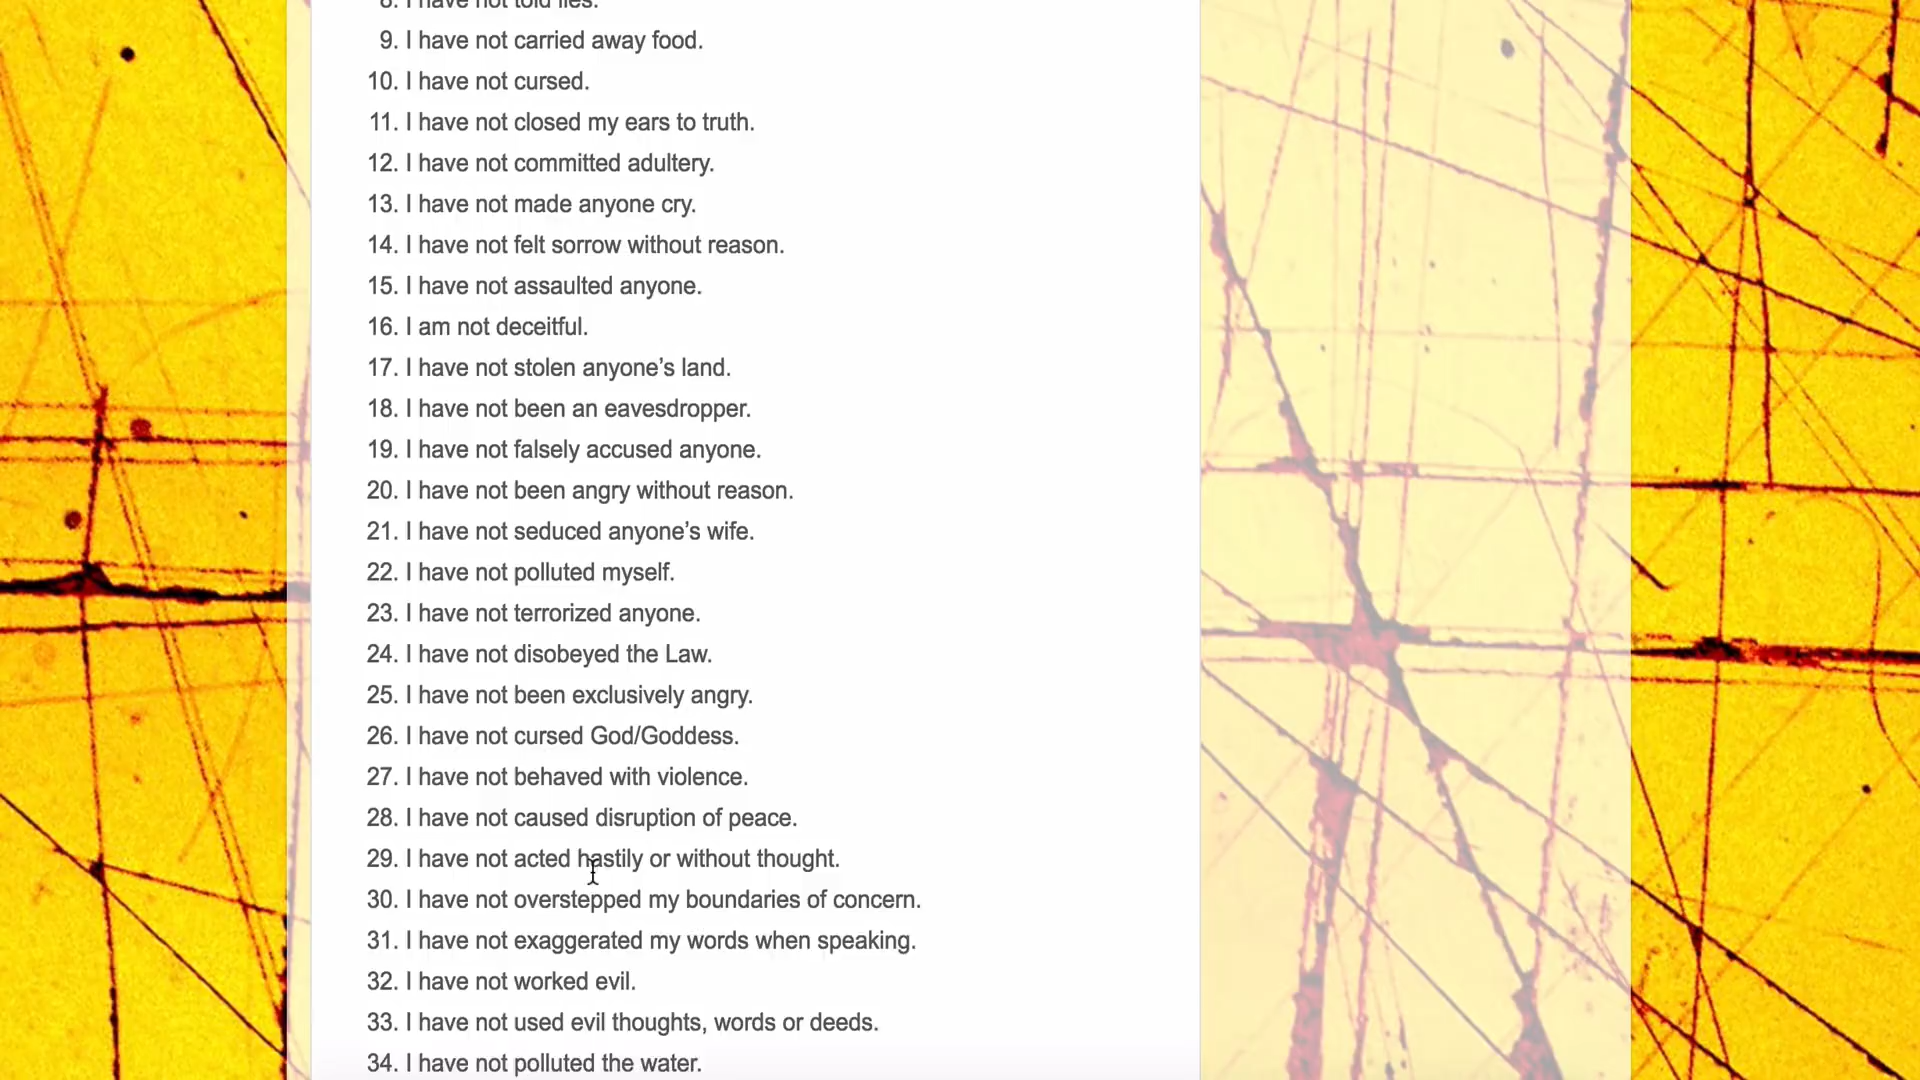 8. I have not told lies.
9. I have not carried away food.
10. I have not cursed.
11. I have not closed my ears to truth.
12. I have not committed adultery.
13. I have not made anyone cry.
14. I have not felt sorrow without reason.
15. I have not assaulted anyone.
16. I am not deceitful.
17. I have not stolen anyone’s land.
18. I have not been an eavesdropper.
19. I have not falsely accused anyone.
20. I have not been angry without reason.
21. I have not seduced anyone’s wife.
22. I have not polluted myself.
23. I have not terrorized anyone.
24. I have not disobeyed the Law.
25. I have not been exclusively angry.
26. I have not cursed God/Goddess.
27. I have not behaved with violence.
28. I have not caused disruption of peace.
29. I have not acted hastily or without thought.
30. I have not overstepped my boundaries of concern.
31. I have not exaggerated my words when speaking.
32. I have not worked evil.
33. I have not used evil thoughts, words or deeds.
34. I have not polluted the water.